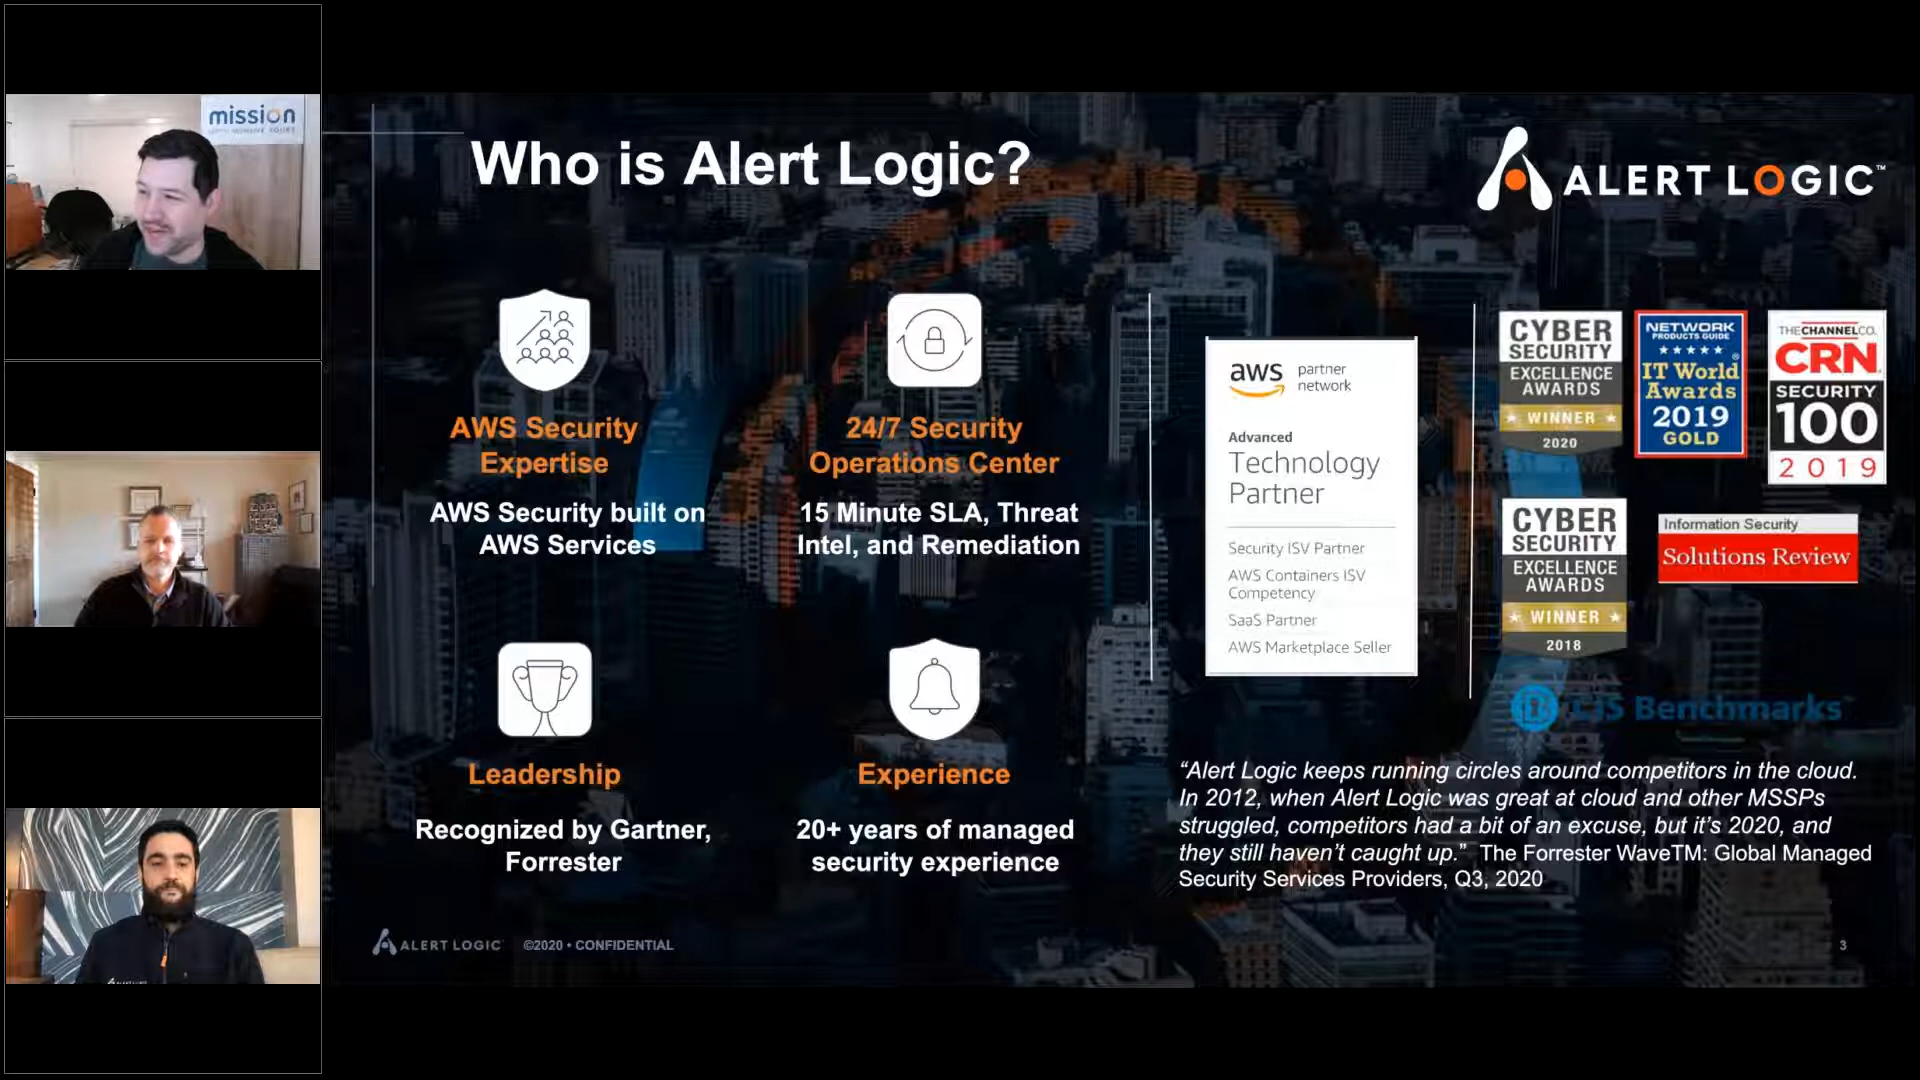 mission
Who is Alert Logic?
ALERT LOGIC™
AWS Security
Expertise
AWS Security built on
AWS Services
24/7 Security
Operations Center
15 Minute SLA, Threat
Intel, and Remediation
Leadership
Recognized by Gartner,
Forrester
Experience
20+ years of managed
security experience
aws partner
network
Advanced
Technology
Partner
Security ISV Partner
AWS Containers ISV
Competency
SaaS Partner
AWS Marketplace Seller
CYBER
SECURITY
EXCELLENCE
AWARDS
WINNER
2020
NETWORK
PRODUCTS GUIDE
IT World
Awards
2019
GOLD
THE CHANNEL CO.
CRN
SECURITY
100
2019
CYBER
SECURITY
EXCELLENCE
AWARDS
WINNER
2018
Information Security
Solutions Review
CIS Benchmarks™
“Alert Logic keeps running circles around competitors in the cloud.
In 2012, when Alert Logic was great at cloud and other MSSPs
struggled, competitors had a bit of an excuse, but it’s 2020, and
they still haven’t caught up.” The Forrester WaveTM: Global Managed
Security Services Providers, Q3, 2020
ALERT LOGIC ©2020 • CONFIDENTIAL
3